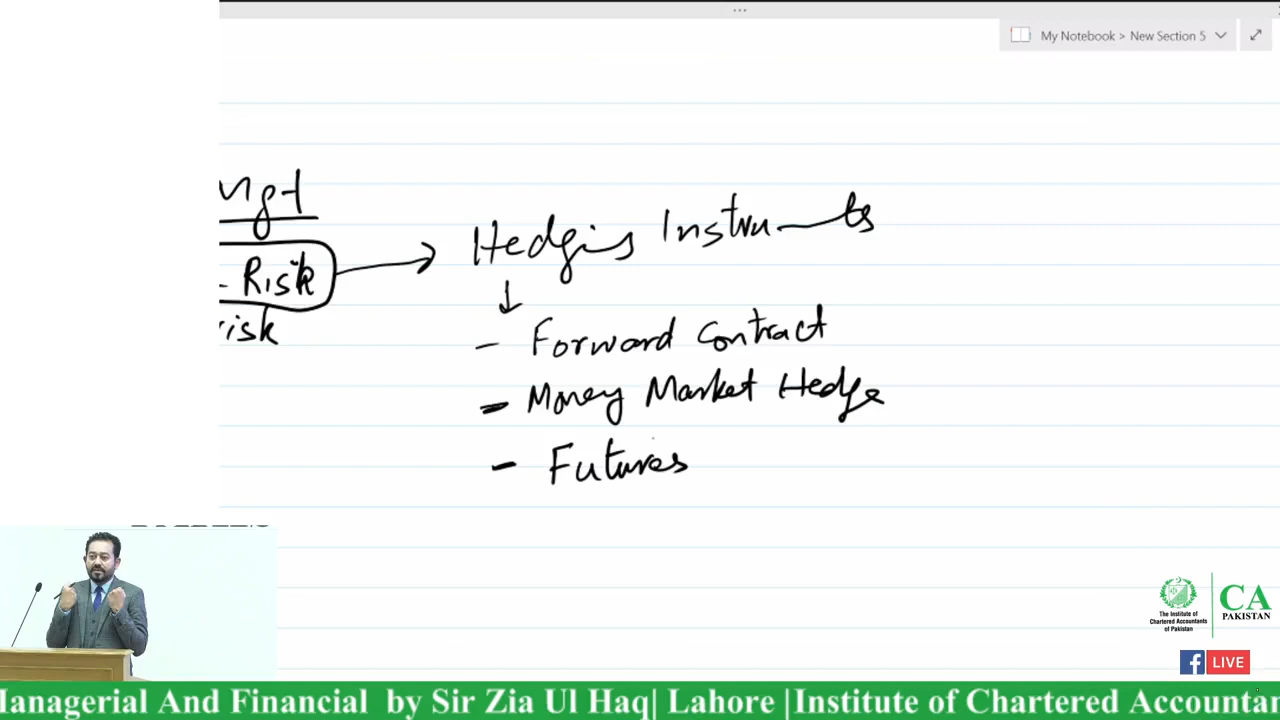 My Notebook > New Section 5
Mgt
Risk
risk
Hedging Instruments
- Forward Contract
- Money Market Hedge
- Futures
The Institute of
Chartered Accountants
of Pakistan
CA
PAKISTAN
f LIVE
Managerial And Financial by Sir Zia Ul Haq| Lahore |Institute of Chartered Accountan